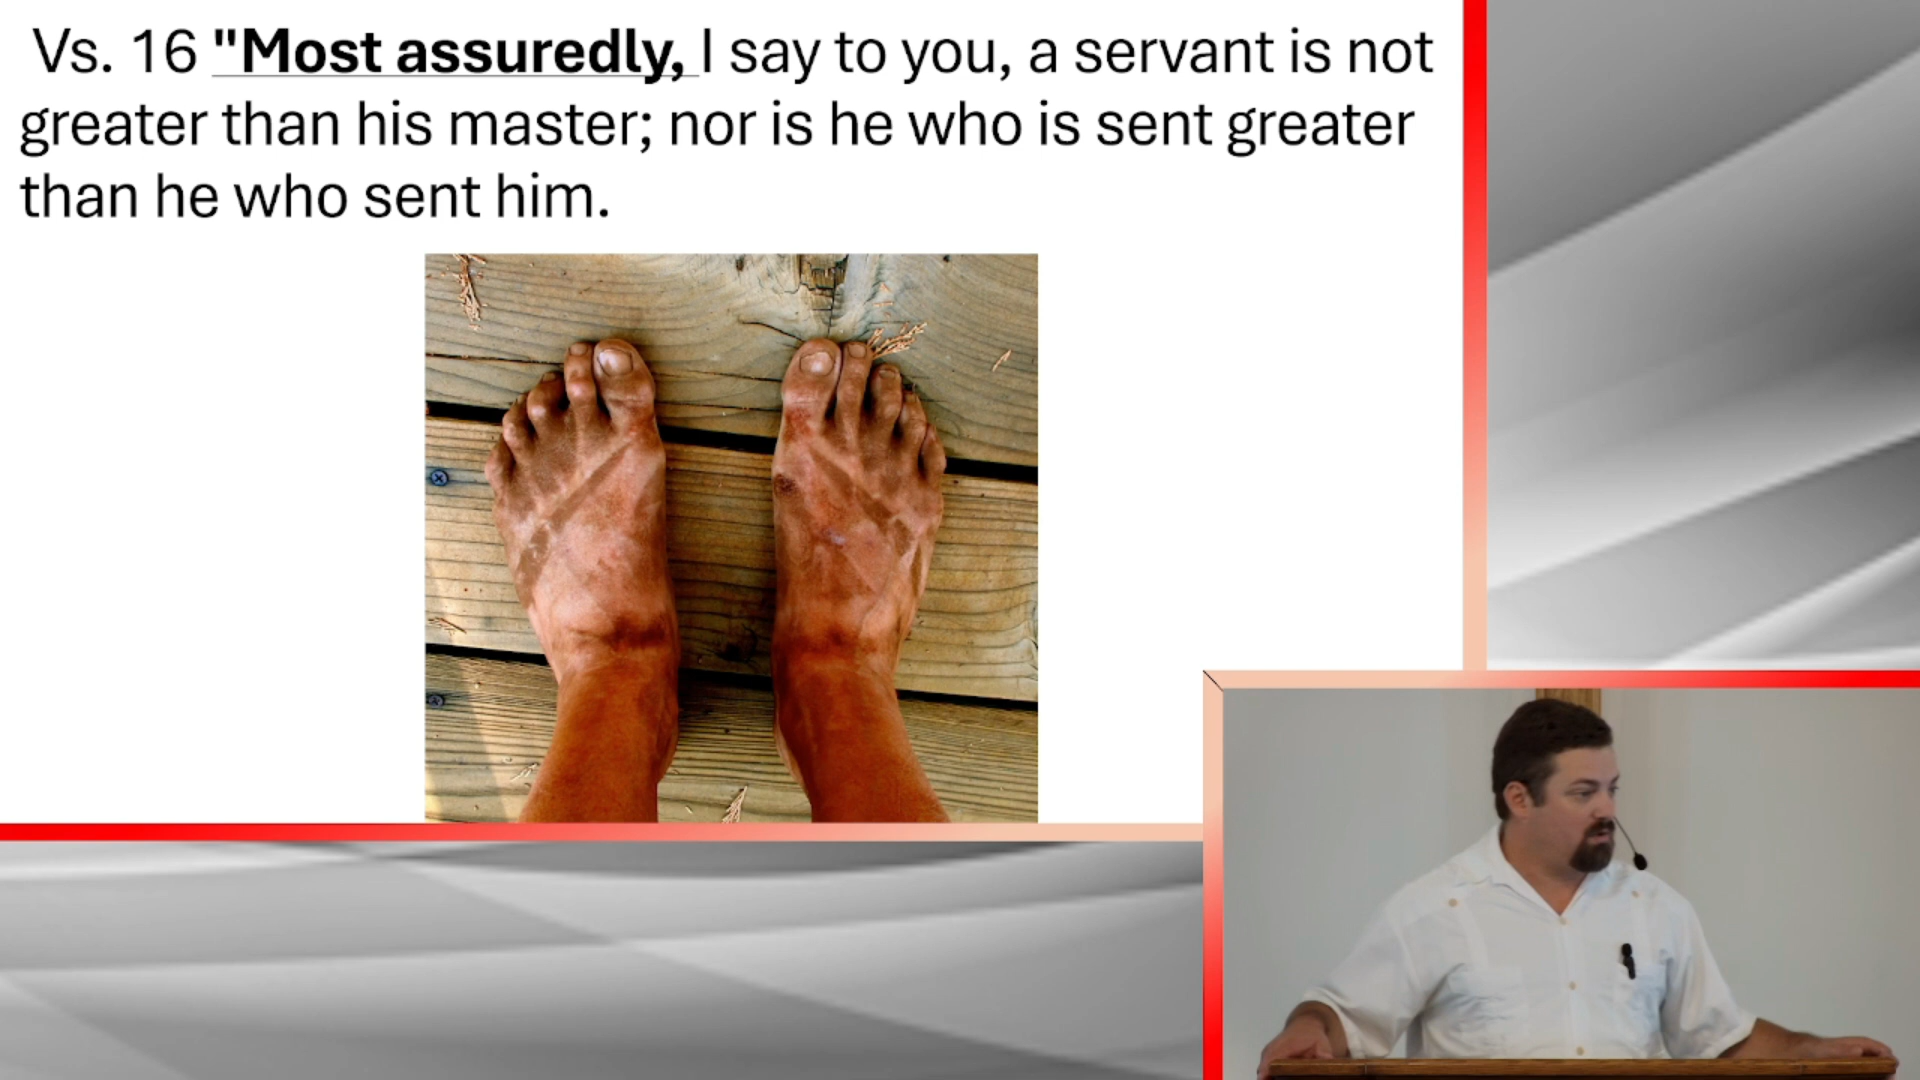 Vs. 16 "Most assuredly, I say to you, a servant is not
greater than his master; nor is he who is sent greater
than he who sent him.